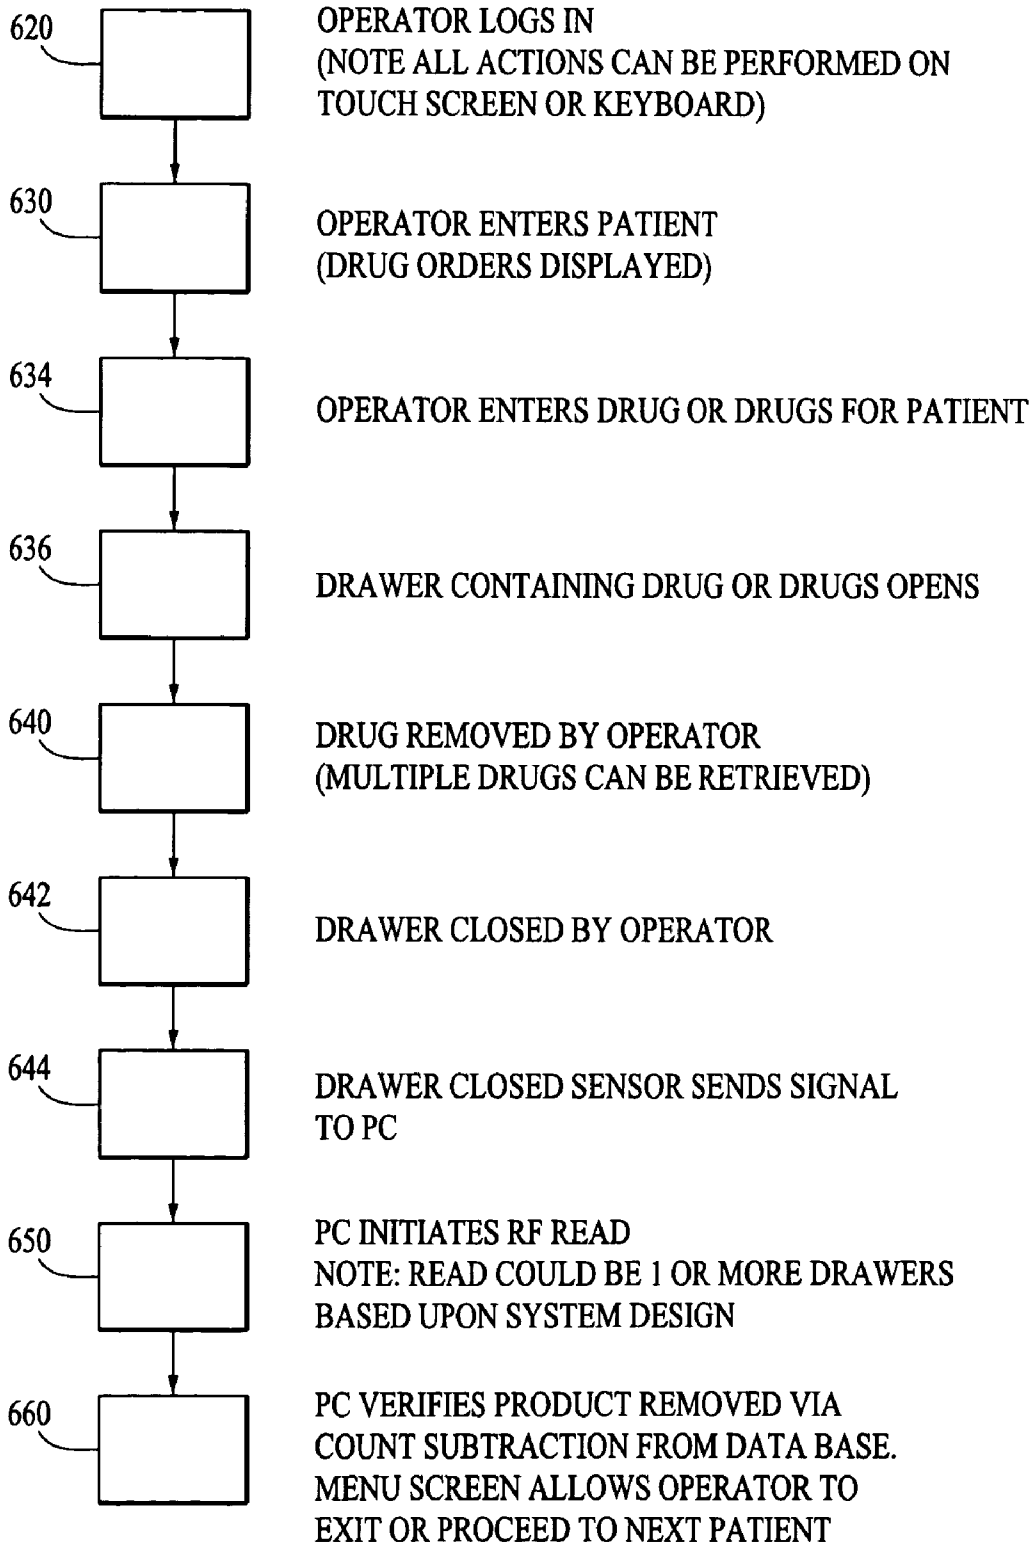 620
OPERATOR LOGS IN
(NOTE ALL ACTIONS CAN BE PERFORMED ON
TOUCH SCREEN OR KEYBOARD)
630
OPERATOR ENTERS PATIENT
(DRUG ORDERS DISPLAYED)
634
OPERATOR ENTERS DRUG OR DRUGS FOR PATIENT
636
DRAWER CONTAINING DRUG OR DRUGS OPENS
640
DRUG REMOVED BY OPERATOR
(MULTIPLE DRUGS CAN BE RETRIEVED)
642
DRAWER CLOSED BY OPERATOR
644
DRAWER CLOSED SENSOR SENDS SIGNAL
TO PC
650
PC INITIATES RF READ
NOTE: READ COULD BE 1 OR MORE DRAWERS
BASED UPON SYSTEM DESIGN
660
PC VERIFIES PRODUCT REMOVED VIA
COUNT SUBTRACTION FROM DATA BASE.
MENU SCREEN ALLOWS OPERATOR TO
EXIT OR PROCEED TO NEXT PATIENT